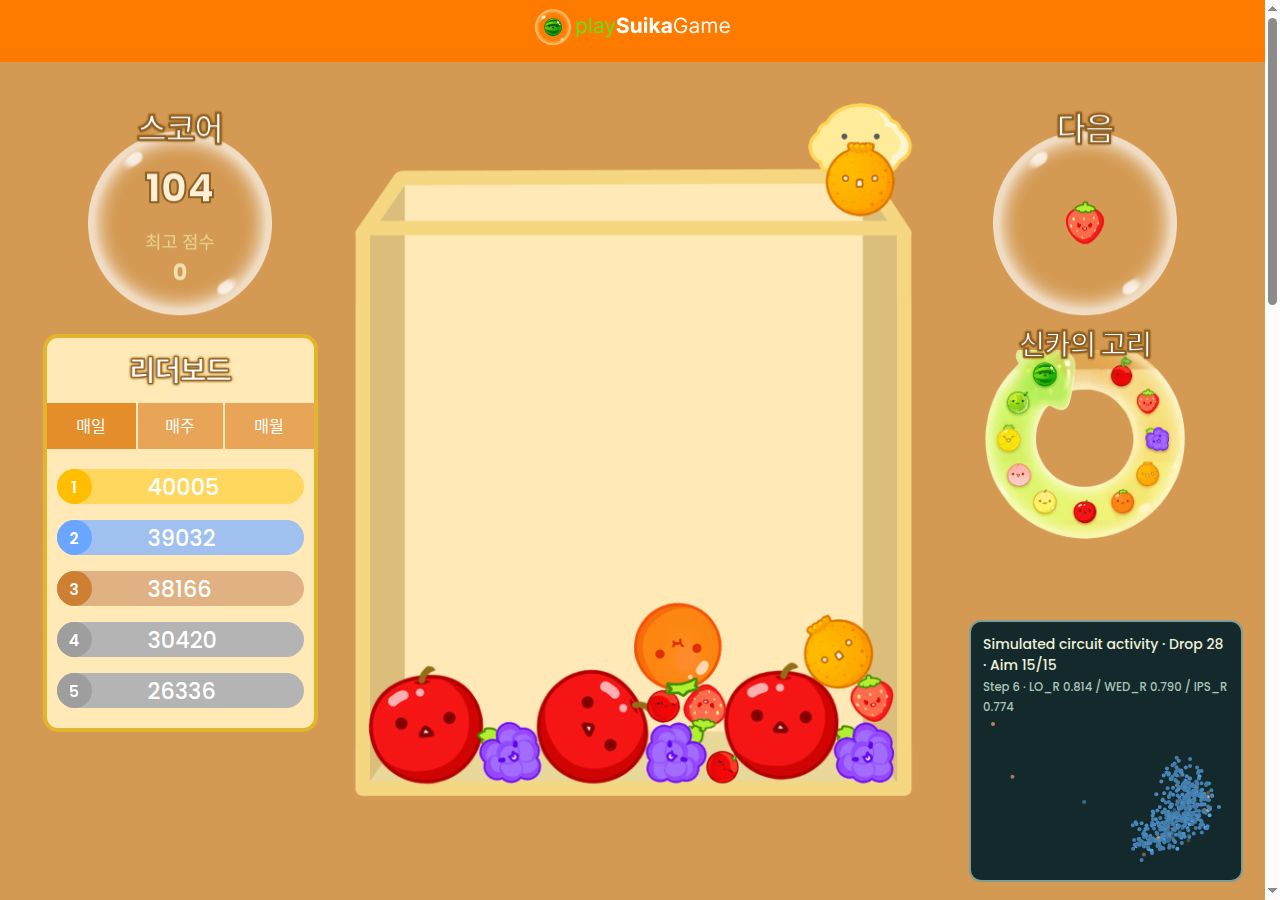 playSuikaGame
스코어
104
최고 점수
0
다음
신카의 고리
리더보드
매일 매주 매월
1 40005
2 39032
3 38166
4 30420
5 26336
Simulated circuit activity · Drop 28
· Aim 15/15
Step 6 · LO_R 0.814 / WED_R 0.790 / IPS_R
0.774